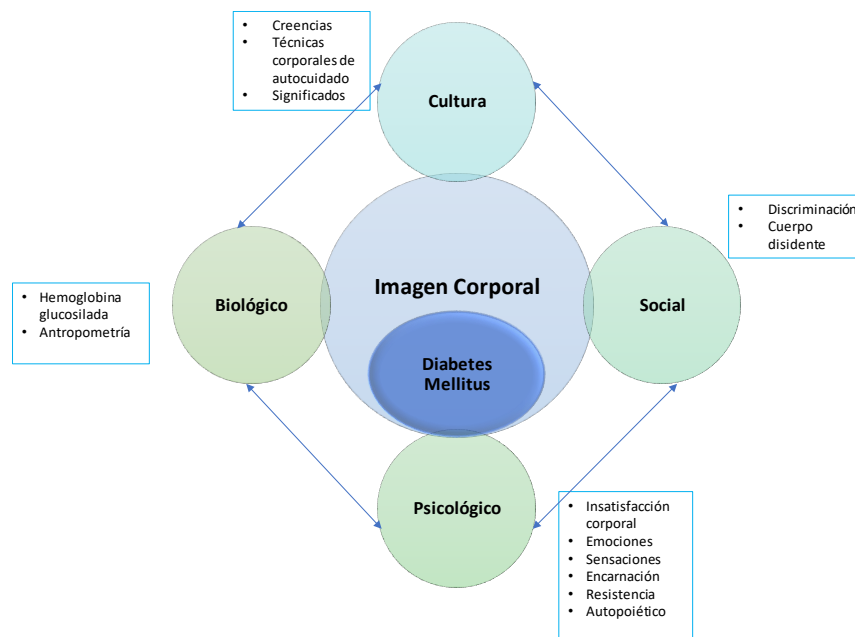 • Creencias
• Técnicas
corporales de
autocuidado
• Significados
Cultura
• Discriminación
• Cuerpo
disidente
Biológico
Imagen Corporal
Social
• Hemoglobina
glucosilada
• Antropometría
Diabetes
Mellitus
Psicológico
• Insatisfacción
corporal
• Emociones
• Sensaciones
• Encarnación
• Resistencia
• Autopoiético